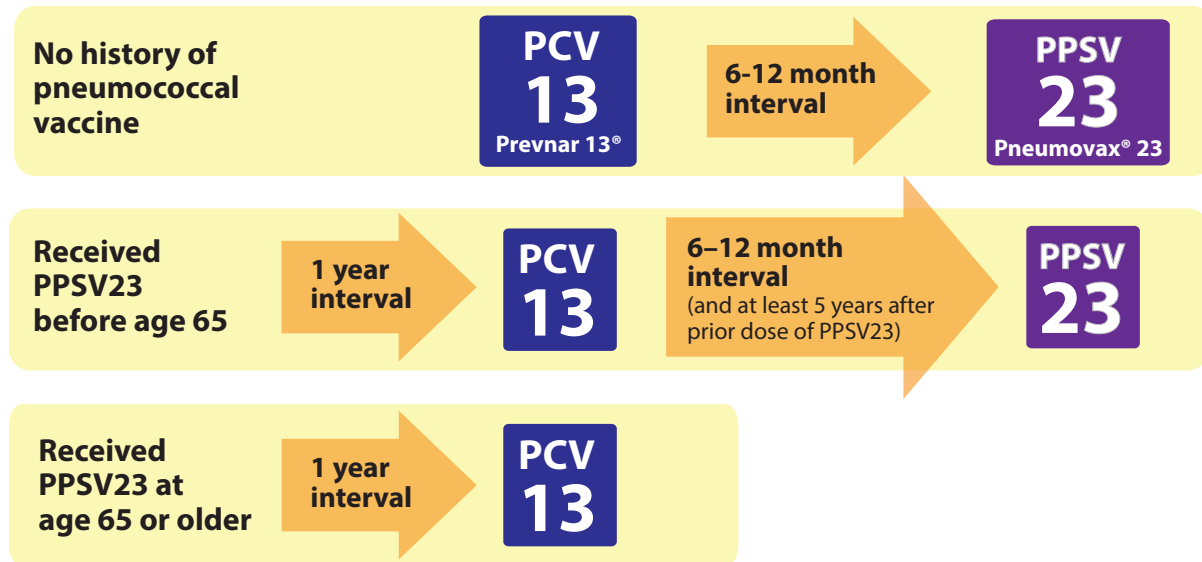 No history of
pneumococcal
vaccine
PCV
13
Prevnar 13®
6-12 month
interval
PPSV
23
Pneumovax® 23
Received
PPSV23
before age 65
1 year
interval
PCV
13
6–12 month
interval
(and at least 5 years after
prior dose of PPSV23)
PPSV
23
Received
PPSV23 at
age 65 or older
1 year
interval
PCV
13